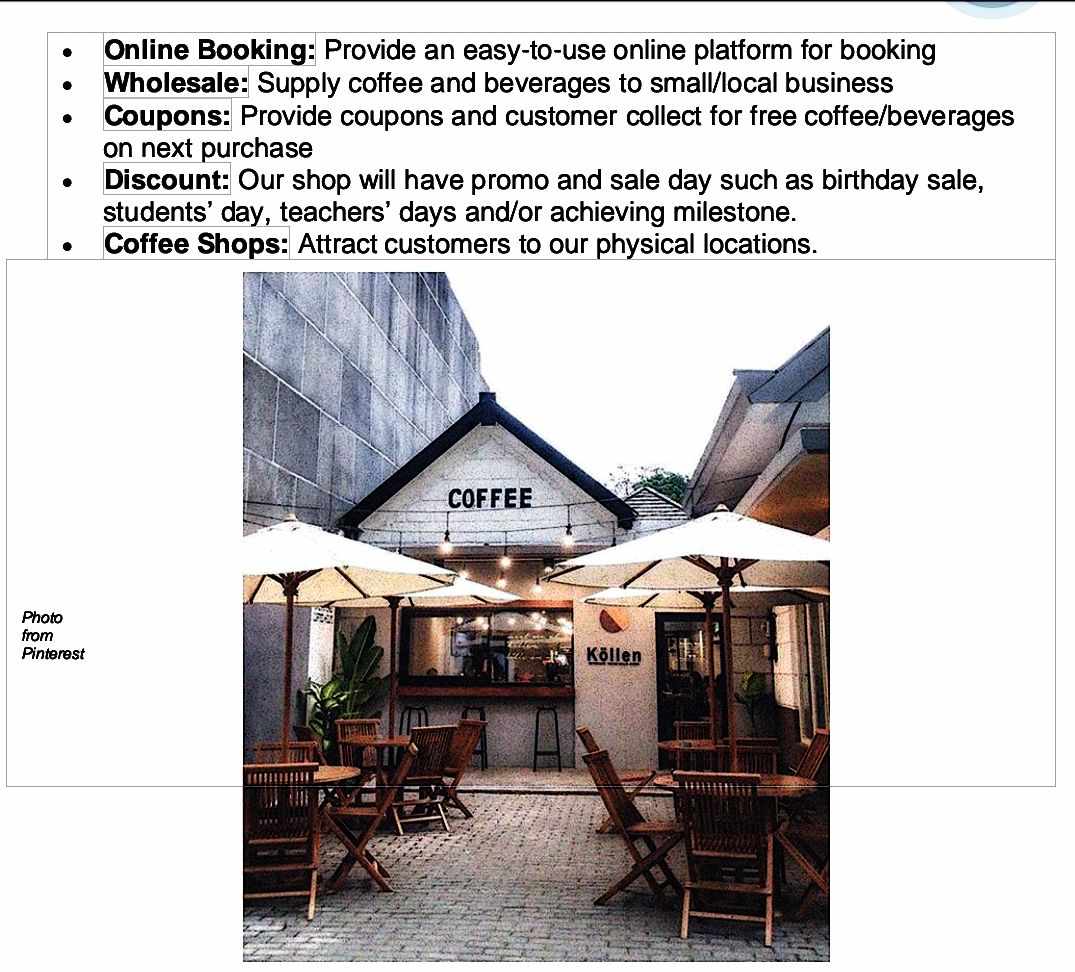 • Online Booking: Provide an easy-to-use online platform for booking
• Wholesale: Supply coffee and beverages to small/local business
• Coupons: Provide coupons and customer collect for free coffee/beverages
on next purchase
• Discount: Our shop will have promo and sale day such as birthday sale,
students’ day, teachers’ days and/or achieving milestone.
• Coffee Shops: Attract customers to our physical locations.
COFFEE
Köllen
Photo
from
Pinterest